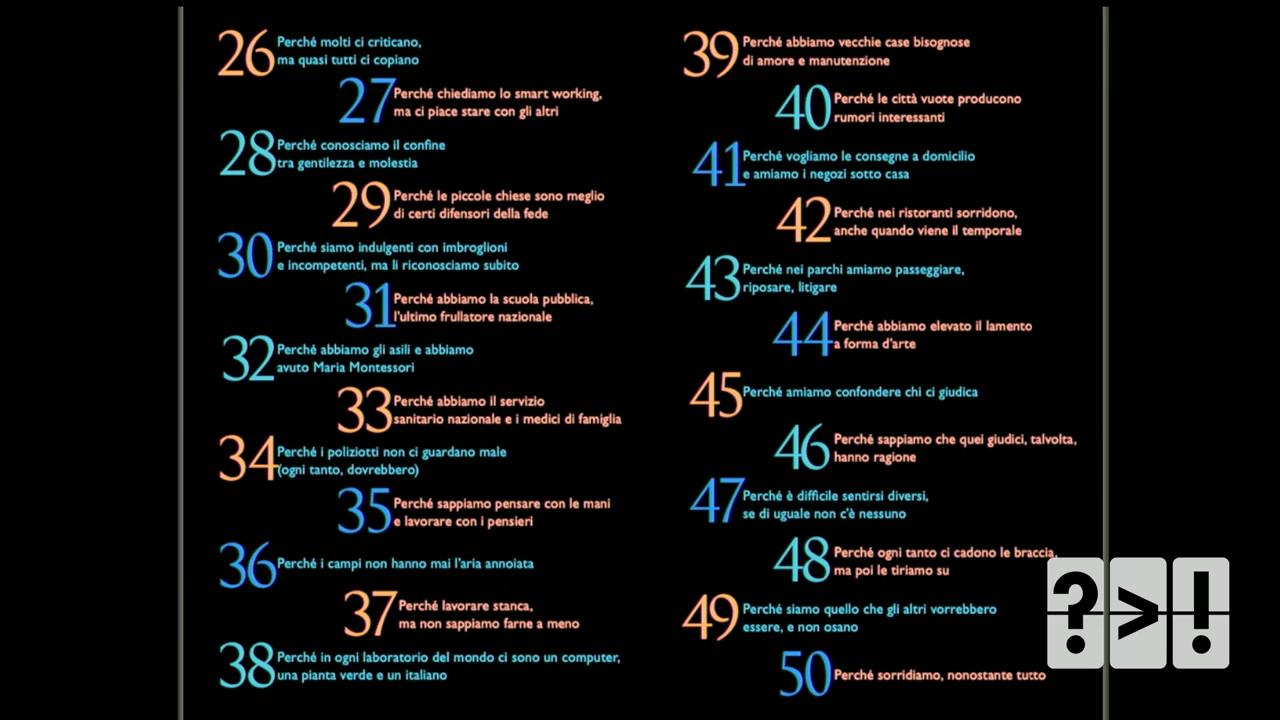 26 Perché molti ci criticano,
ma quasi tutti ci copiano
27 Perché chiediamo lo smart working,
ma ci piace stare con gli altri
28 Perché conosciamo il confine
tra gentilezza e molestia
29 Perché le piccole chiese sono meglio
di certi difensori della fede
30 Perché siamo indulgenti con imbroglioni
e incompetenti, ma li riconosciamo subito
31 Perché abbiamo la scuola pubblica,
l'ultimo frullatore nazionale
32 Perché abbiamo gli asili e abbiamo
avuto Maria Montessori
33 Perché abbiamo il servizio
sanitario nazionale e i medici di famiglia
34 Perché i poliziotti non ci guardano male
(ogni tanto, dovrebbero)
35 Perché sappiamo pensare con le mani
e lavorare con i pensieri
36 Perché i campi non hanno mai l'aria annoiata
37 Perché lavorare stanca,
ma non sappiamo farne a meno
38 Perché in ogni laboratorio del mondo ci sono un computer,
una pianta verde e un italiano
39 Perché abbiamo vecchie case bisognose
di amore e manutenzione
40 Perché le città vuote producono
rumori interessanti
41 Perché vogliamo le consegne a domicilio
e amiamo i negozi sotto casa
42 Perché nei ristoranti sorridono,
anche quando viene il temporale
43 Perché nei parchi amiamo passeggiare,
riposare, litigare
44 Perché abbiamo elevato il lamento
a forma d'arte
45 Perché amiamo confondere chi ci giudica
46 Perché sappiamo che quei giudici, talvolta,
hanno ragione
47 Perché è difficile sentirsi diversi,
se di uguale non c'è nessuno
48 Perché ogni tanto ci cadono le braccia,
ma poi le tiriamo su
49 Perché siamo quello che gli altri vorrebbero
essere, e non osano
50 Perché sorridiamo, nonostante tutto
?>!